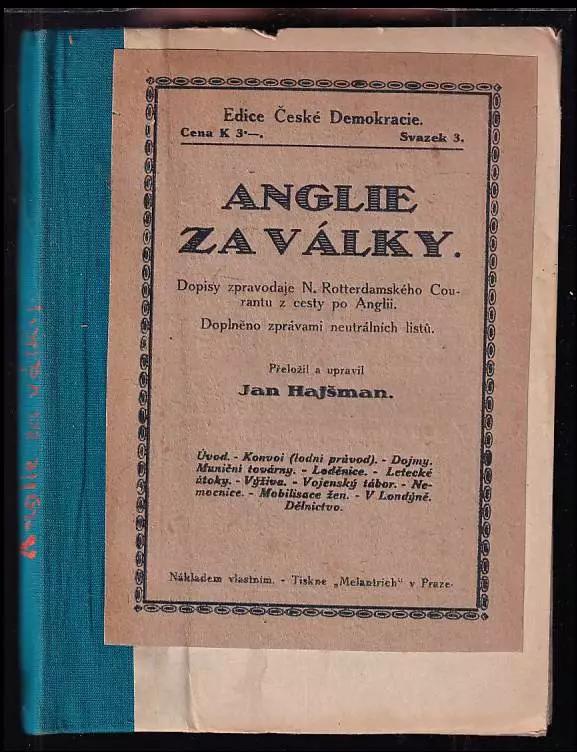 Edice České Demokracie.
Cena K 3·—. Svazek 3.
ANGLIE
ZA VÁLKY.
Dopisy zpravodaje N. Rotterdamského Cou-
rantu z cesty po Anglii.
Doplněno zprávami neutrálních listů.
Přeložil a upravil
Jan Hajšman.
Úvod. - Konvoi (lodní průvod). - Dojmy.
Muniční továrny. - Loděnice. - Letecké
útoky. - Výživa. - Vojenský tábor. - Ne-
mocnice. - Mobilisace žen. - V Londýně.
Dělnictvo.
Nákladem vlastním. - Tiskne „Melantrich“ v Praze.
Anglie za války